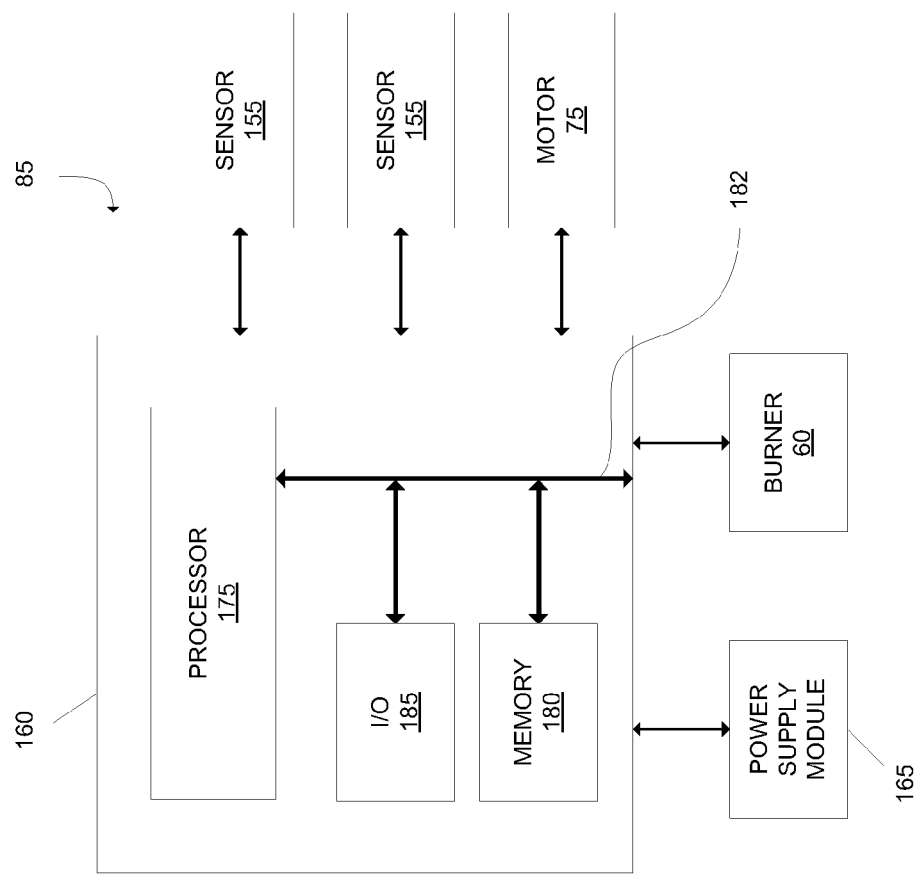 85
160
PROCESSOR
175
SENSOR
155
I/O
185
SENSOR
155
MEMORY
180
MOTOR
75
182
POWER
SUPPLY
MODULE
165
BURNER
60